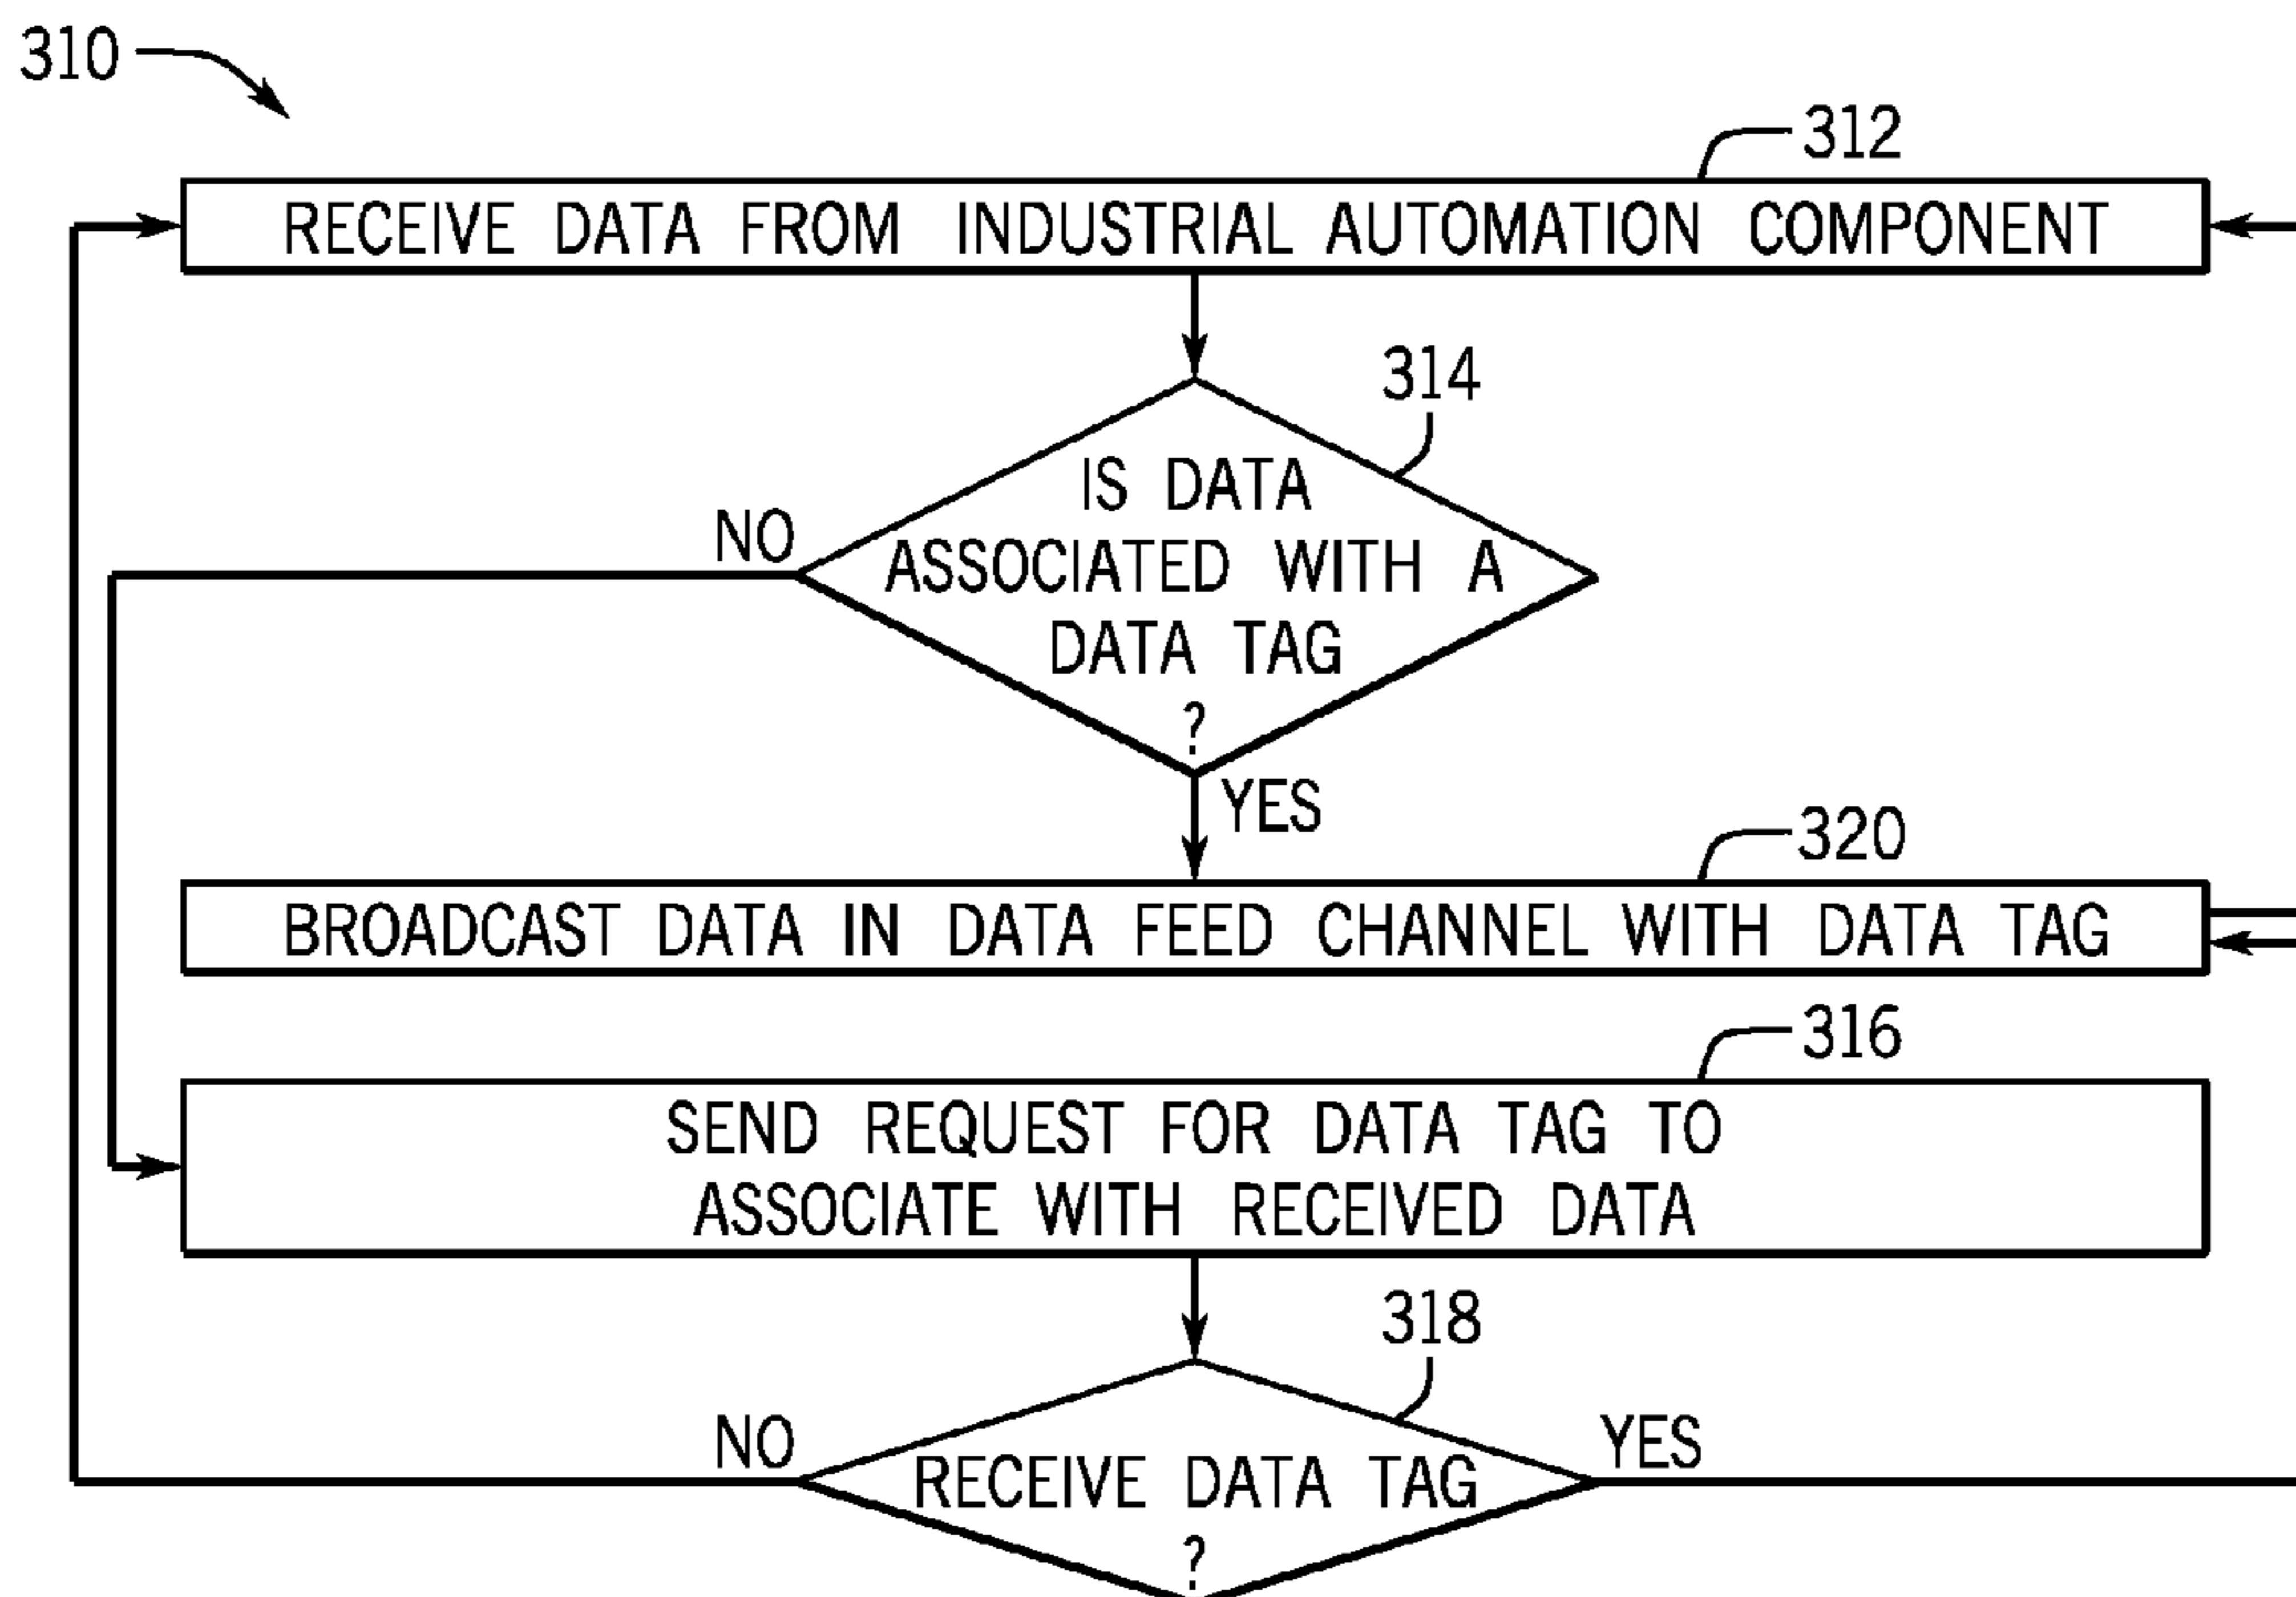 310
312
RECEIVE DATA FROM INDUSTRIAL AUTOMATION COMPONENT
314
IS DATA
ASSOCIATED WITH A
DATA TAG
?
NO
YES
320
BROADCAST DATA IN DATA FEED CHANNEL WITH DATA TAG
316
SEND REQUEST FOR DATA TAG TO
ASSOCIATE WITH RECEIVED DATA
318
NO
RECEIVE DATA TAG
?
YES